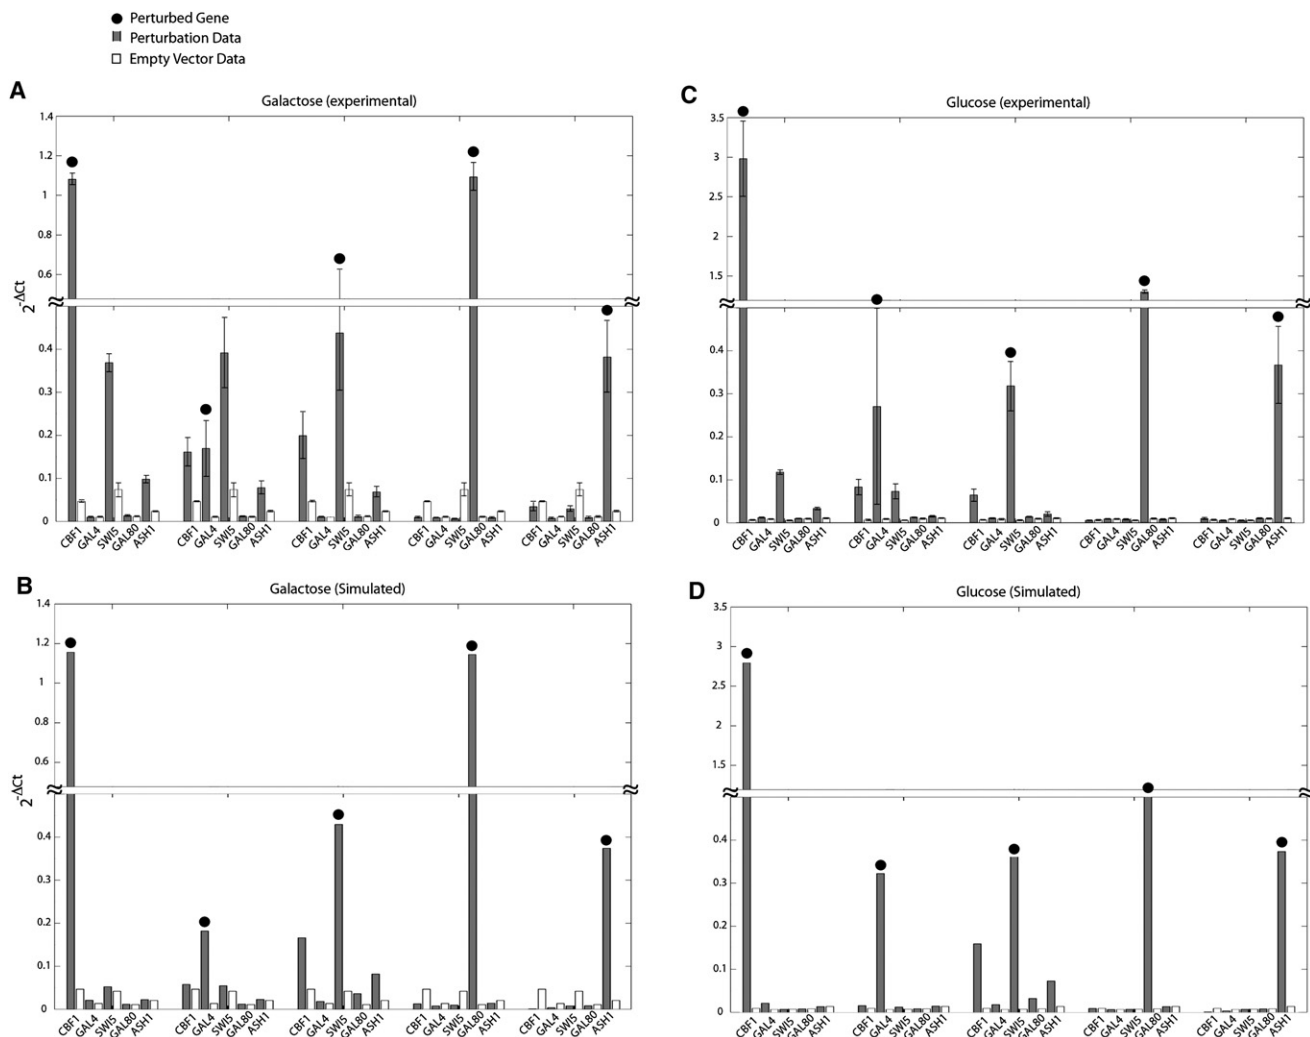 Perturbed Gene
Perturbation Data
Empty Vector Data
A
Galactose (experimental)
1.4
1.2
1
0.8
0.6
0.4
0.3
0.2
0.1
0
2^-ΔCt
CBF1 GAL4 SWI5 GAL80 ASH1 CBF1 GAL4 SWI5 GAL80 ASH1 CBF1 GAL4 SWI5 GAL80 ASH1 CBF1 GAL4 SWI5 GAL80 ASH1 CBF1 GAL4 SWI5 GAL80 ASH1
B
Galactose (Simulated)
1.4
1.2
1
0.8
0.6
0.4
0.3
0.2
0.1
0
2^-ΔCt
CBF1 GAL4 SWI5 GAL80 ASH1 CBF1 GAL4 SWI5 GAL80 ASH1 CBF1 GAL4 SWI5 GAL80 ASH1 CBF1 GAL4 SWI5 GAL80 ASH1 CBF1 GAL4 SWI5 GAL80 ASH1
C
Glucose (experimental)
3.5
3
2.5
2
1.5
0.4
0.3
0.2
0.1
0
CBF1 GAL4 SWI5 GAL80 ASH1 CBF1 GAL4 SWI5 GAL80 ASH1 CBF1 GAL4 SWI5 GAL80 ASH1 CBF1 GAL4 SWI5 GAL80 ASH1 CBF1 GAL4 SWI5 GAL80 ASH1
D
Glucose (Simulated)
3.5
3
2.5
2
1.5
0.4
0.3
0.2
0.1
0
CBF1 GAL4 SWI5 GAL80 ASH1 CBF1 GAL4 SWI5 GAL80 ASH1 CBF1 GAL4 SWI5 GAL80 ASH1 CBF1 GAL4 SWI5 GAL80 ASH1 CBF1 GAL4 SWI5 GAL80 ASH1